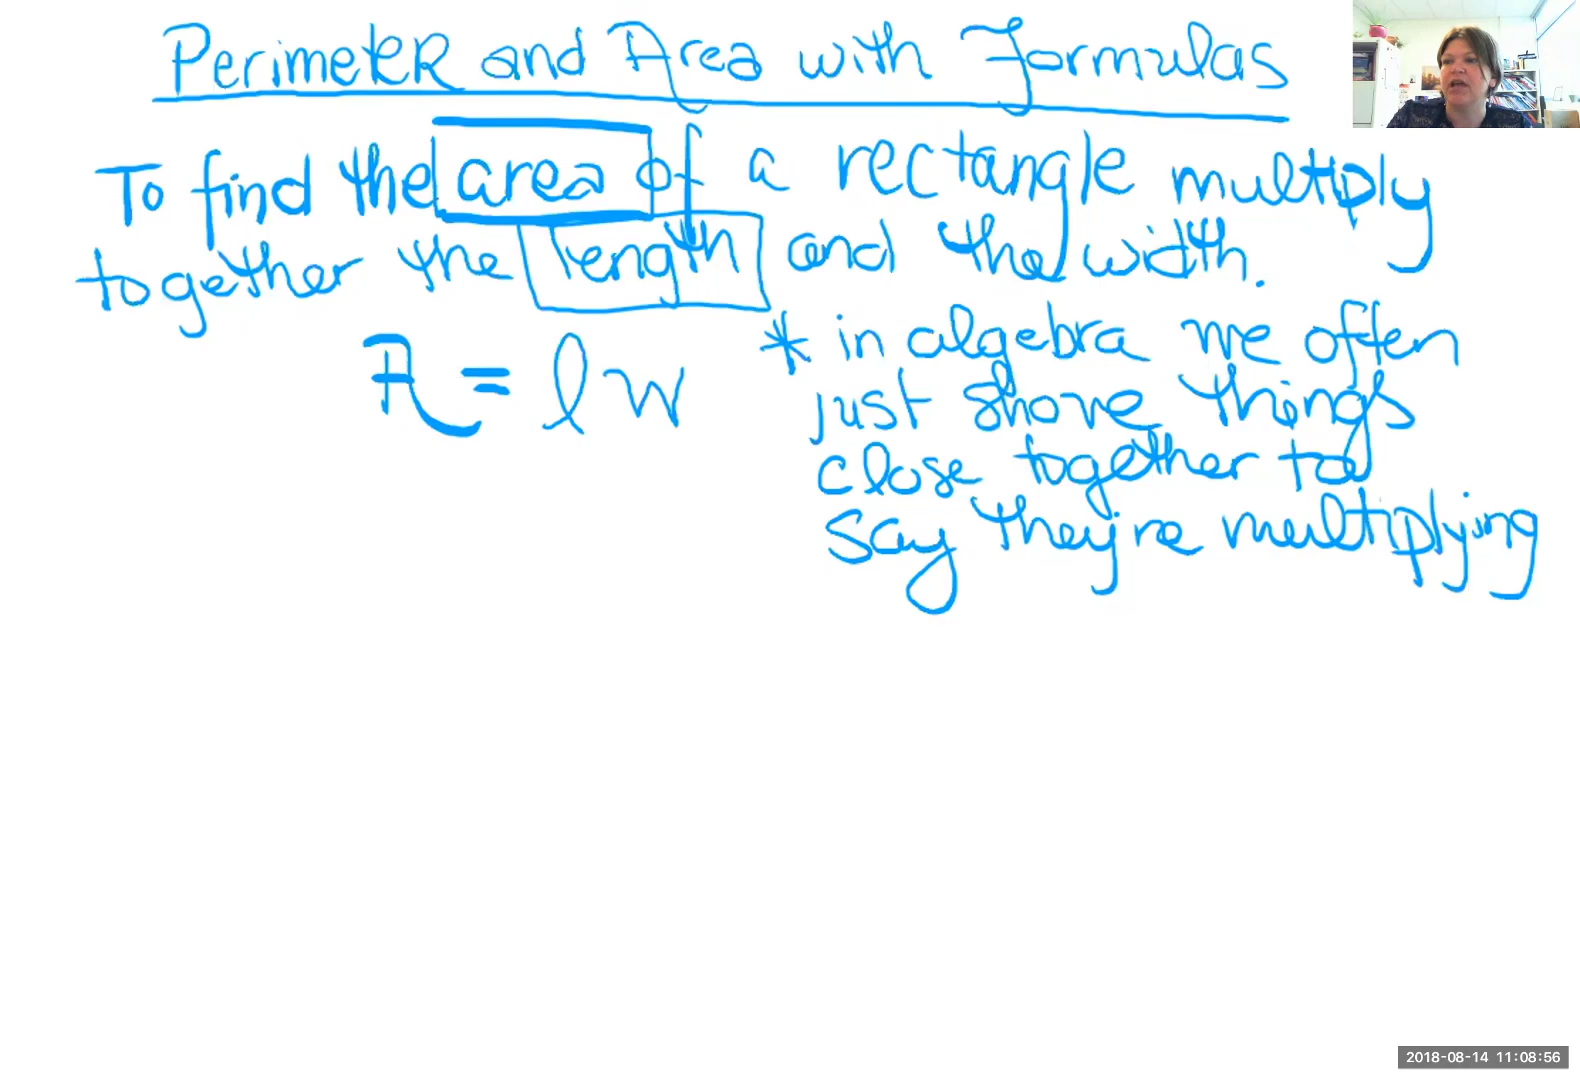 Perimeter and Area with Formulas
To find the area of a rectangle multiply
together the length and the width.
A = lw
* in algebra we often
just shove things
close together to
say they're multiplying
2018-08-14 11:08:56